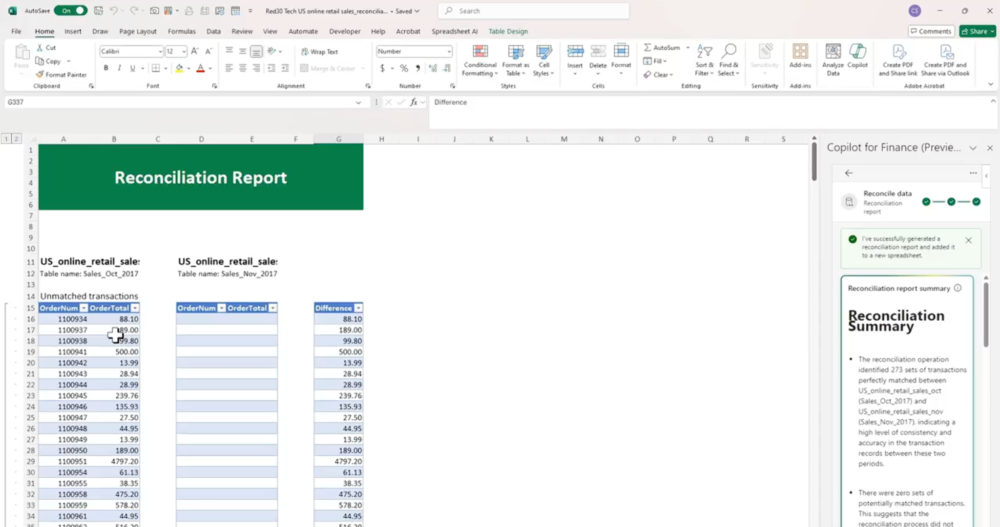 AutoSave On Red30 Tech US online retail sales_reconcilia... • Saved Search CS
File Home Insert Draw Page Layout Formulas Data Review View Automate Developer Help Acrobat Spreadsheet AI Table Design Comments Share
Paste
Cut
Copy
Format Painter
Clipboard
Calibri 12
B I U
Font
Wrap Text
Merge & Center
Alignment
Number
$ %
Number
Conditional Formatting
Format as Table
Cell Styles
Styles
Insert
Delete
Format
Cells
AutoSum
Fill
Clear
Sort & Filter
Find & Select
Editing
Sensitivity
Sensitivity
Add-ins
Add-ins
Analyze Data
Copilot
Create PDF and Share link
Create PDF and Share via Outlook
Adobe Acrobat
G337 fx Difference
1 2 A B C D E F G H I J K L M N O P Q R S
1
2
3
4
5
6
Reconciliation Report
7
8
9
10
11 US_online_retail_sale US_online_retail_sale
12 Table name: Sales_Oct_2017 Table name: Sales_Nov_2017
13
14 Unmatched transactions
15 OrderNum OrderTotal OrderNum OrderTotal Difference
16 1100934 88.10 88.10
17 1100937 89.00 189.00
18 1100938 99.80 99.80
19 1100941 500.00 500.00
20 1100942 13.99 13.99
21 1100943 28.94 28.94
22 1100944 28.99 28.99
23 1100945 239.76 239.76
24 1100946 135.93 135.93
25 1100947 27.50 27.50
26 1100948 44.95 44.95
27 1100949 13.99 13.99
28 1100950 189.00 189.00
29 1100951 4797.20 4797.20
30 1100954 61.13 61.13
31 1100955 38.35 38.35
32 1100958 475.20 475.20
33 1100959 578.20 578.20
34 1100961 44.95 44.95
Copilot for Finance (Previe...
Reconcile data
Reconciliation
report
I've successfully generated a
reconciliation report and added it
to a new spreadsheet.
Reconciliation report summary
Reconciliation
Summary
• The reconciliation operation
identified 273 sets of transactions
perfectly matched between
US_online_retail_sales_oct
(Sales_Oct_2017) and
US_online_retail_sales_nov
(Sales_Nov_2017), indicating a
high level of consistency and
accuracy in the transaction
records between these two
periods.
• There were zero sets of
potentially matched transactions.
This suggests that the
reconciliation process did not